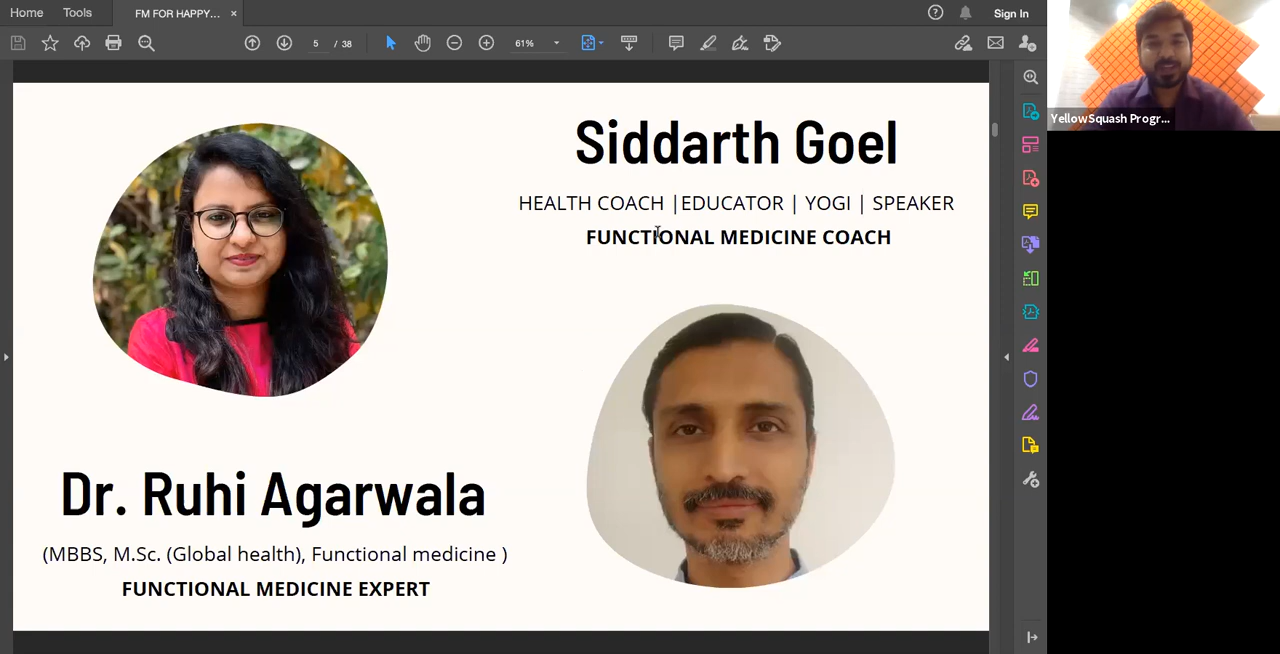 Home Tools FM FOR HAPPY... × Sign In
5 / 38 61%
YellowSquash Progr...
Siddarth Goel
HEALTH COACH |EDUCATOR | YOGI | SPEAKER
FUNCTIONAL MEDICINE COACH
Dr. Ruhi Agarwala
(MBBS, M.Sc. (Global health), Functional medicine )
FUNCTIONAL MEDICINE EXPERT